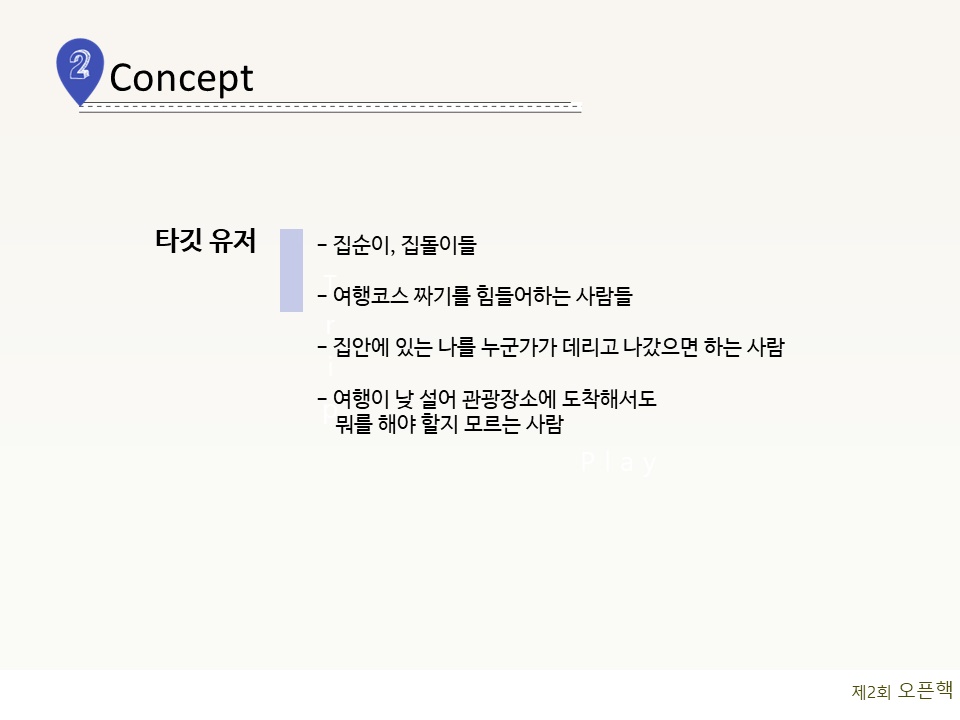 2 Concept
타깃 유저
- 집순이, 집돌이들
- 여행코스 짜기를 힘들어하는 사람들
- 집안에 있는 나를 누군가가 데리고 나갔으면 하는 사람
- 여행이 낯 설어 관광장소에 도착해서도
뭐를 해야 할지 모르는 사람
Play
제2회 오픈핵